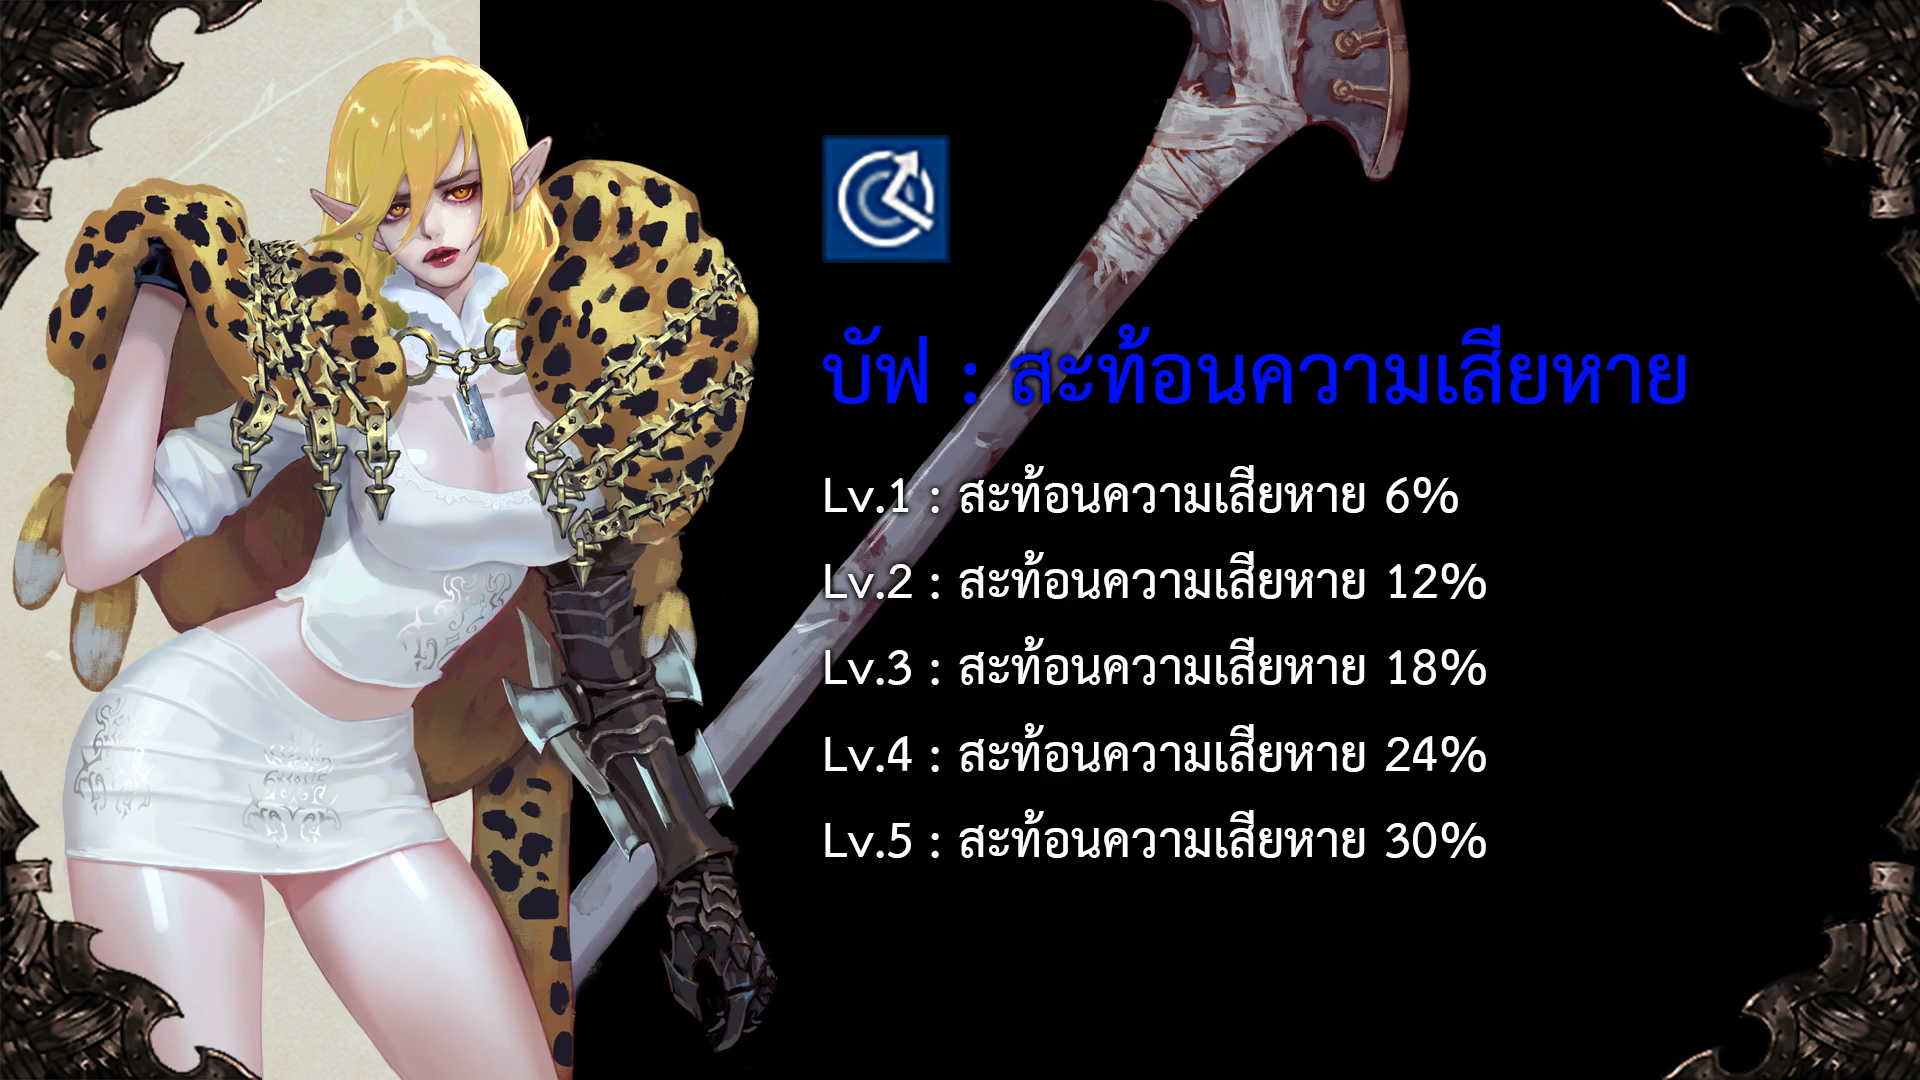 บัฟ : สะท้อนความเสียหาย
Lv.1 : สะท้อนความเสียหาย 6%
Lv.2 : สะท้อนความเสียหาย 12%
Lv.3 : สะท้อนความเสียหาย 18%
Lv.4 : สะท้อนความเสียหาย 24%
Lv.5 : สะท้อนความเสียหาย 30%